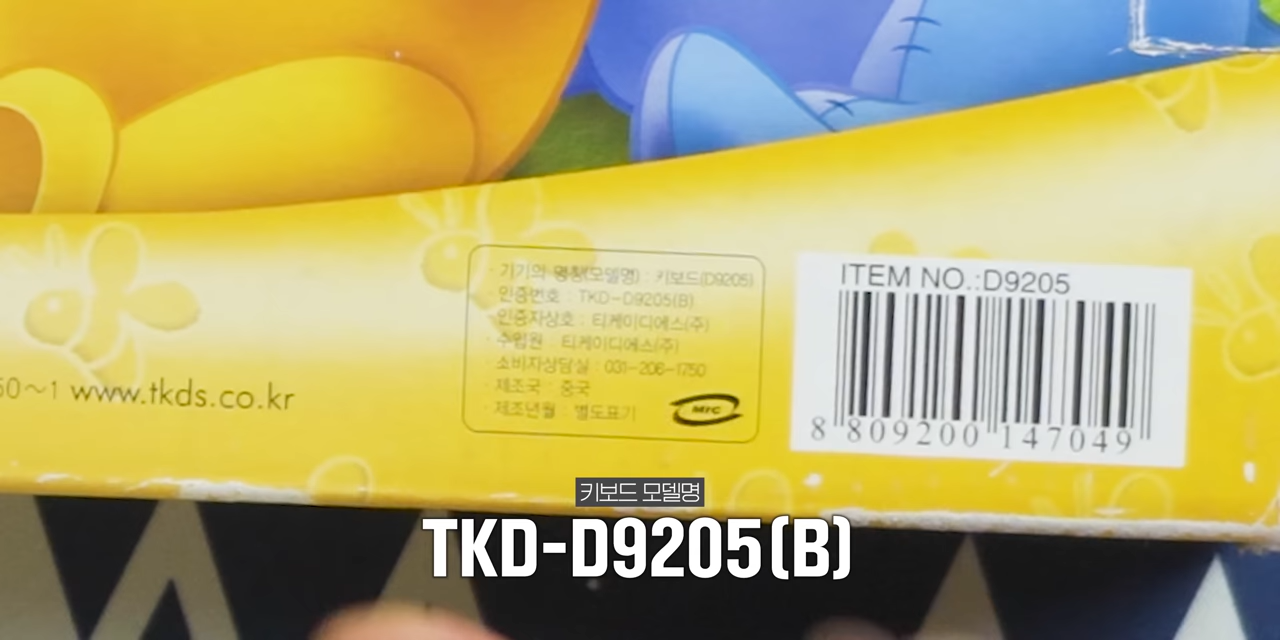 · 기기의 명칭(모델명) : 키보드(D9205)
· 인증번호 : TKD-D9205(B)
· 인증자상호 : 티케이디에스(주)
· 수입원 : 티케이디에스(주)
· 소비자상담실 : 031-206-1750
· 제조국 : 중국
· 제조년월 : 별도표기
MIC
ITEM NO.:D9205
8 809200 147049
50~1 www.tkds.co.kr
키보드 모델명
TKD-D9205(B)